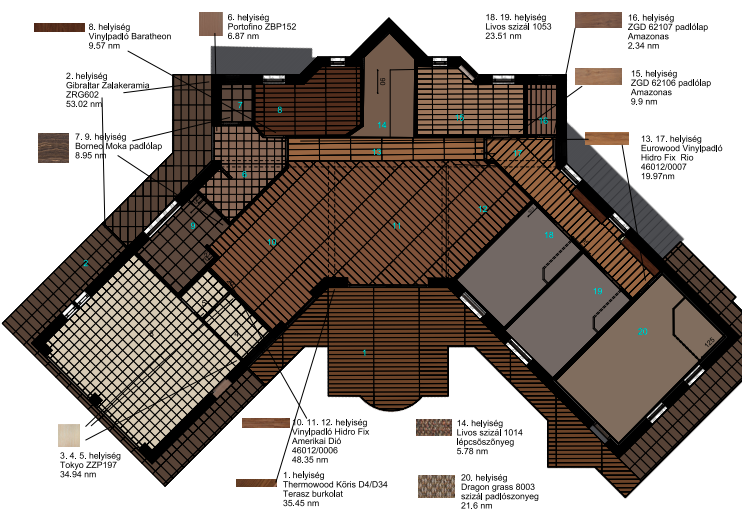 8. helyiség
Vinylpadló Baratheon
9.57 nm
6. helyiség
Portofino ZBP152
6.87 nm
18. 19. helyiség
Livos szizál 1053
23.51 nm
16. helyiség
ZGD 62107 padlólap
Amazonas
2.34 nm
2. helyiség
Gibraltar Zalakeramia
ZRG602
53.02 nm
15. helyiség
ZGD 62106 padlólap
Amazonas
9.9 nm
7. 9. helyiség
Borneo Moka padlólap
8.95 nm
13. 17. helyiség
Eurowood Vinylpadló
Hidro Fix Rio
46012/0007
19.97nm
90
7
8
14
15
16
13
17
6
9
10
11
12
18
2
19
1
20
125
3. 4. 5. helyiség
Tokyo ZZP197
34.94 nm
10. 11. 12. helyiség
Vinylpadló Hidro Fix
Amerikai Dió
46012/0006
48.35 nm
14. helyiség
Livos szizál 1014
lépcsőszőnyeg
5.78 nm
1. helyiség
Thermowood Kőris D4/D34
Terasz burkolat
35.45 nm
20. helyiség
Dragon grass 8003
szizál padlószonyeg
21.6 nm